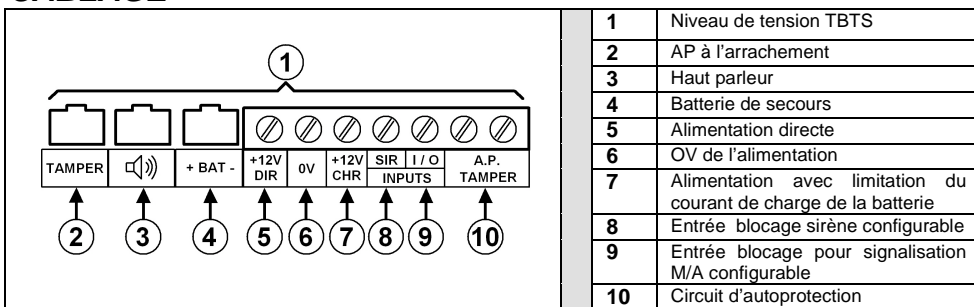 1
TAMPER
+ BAT -
+12V
DIR
0V
+12V
CHR
SIR
I / O
INPUTS
A.P.
TAMPER
2
3
4
5
6
7
8
9
10
1 Niveau de tension TBTS
2 AP à l'arrachement
3 Haut parleur
4 Batterie de secours
5 Alimentation directe
6 OV de l'alimentation
7 Alimentation avec limitation du
courant de charge de la batterie
8 Entrée blocage sirène configurable
9 Entrée blocage pour signalisation
M/A configurable
10 Circuit d'autoprotection